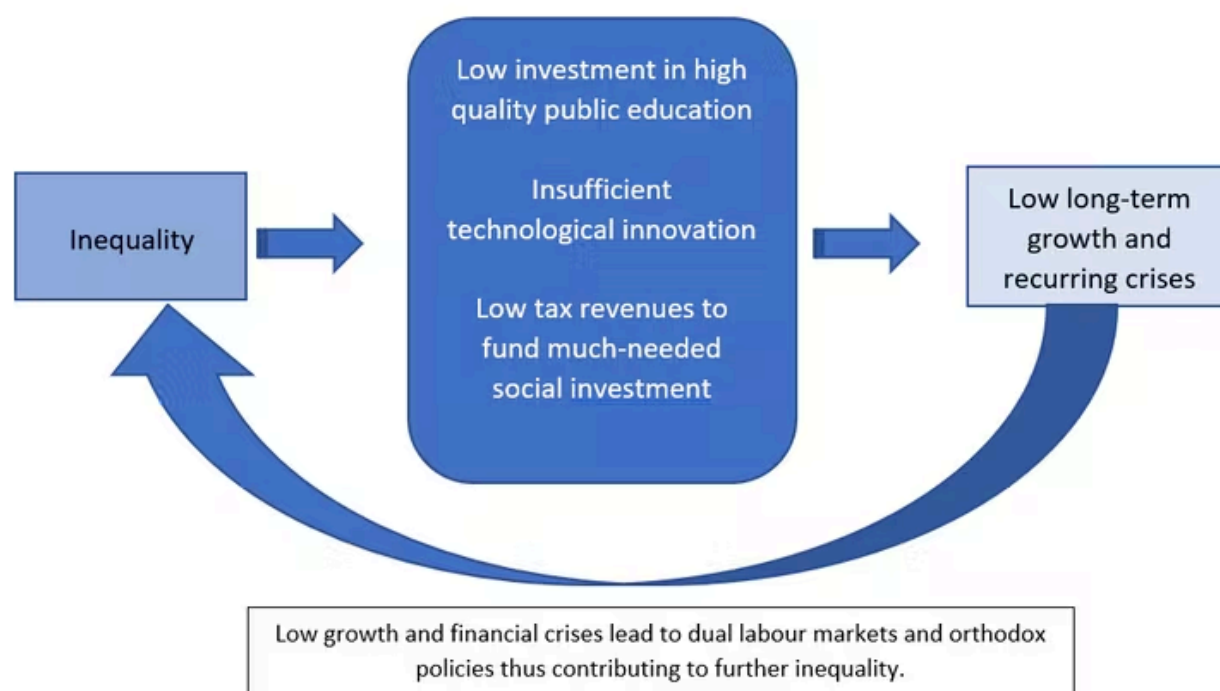 Low investment in high
quality public education
Insufficient
technological innovation
Low tax revenues to
fund much-needed
social investment
Inequality
Low long-term
growth and
recurring crises
Low growth and financial crises lead to dual labour markets and orthodox
policies thus contributing to further inequality.